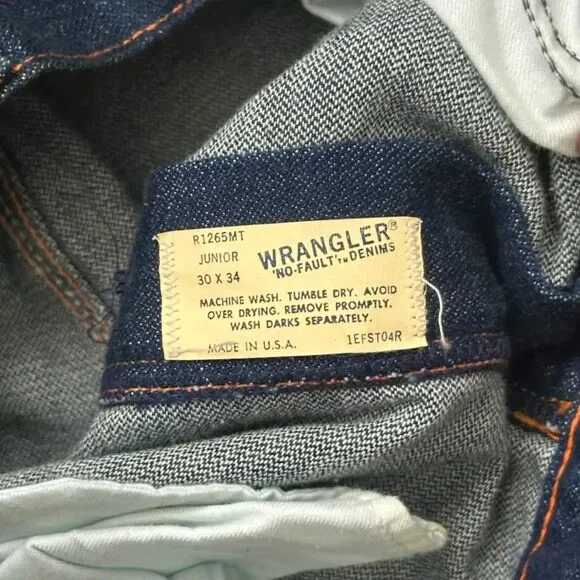 R1265MT
JUNIOR
30 X 34
WRANGLER®
'NO-FAULT'™ DENIMS
MACHINE WASH. TUMBLE DRY. AVOID
OVER DRYING. REMOVE PROMPTLY.
WASH DARKS SEPARATELY.
MADE IN U.S.A. 1EFST04R